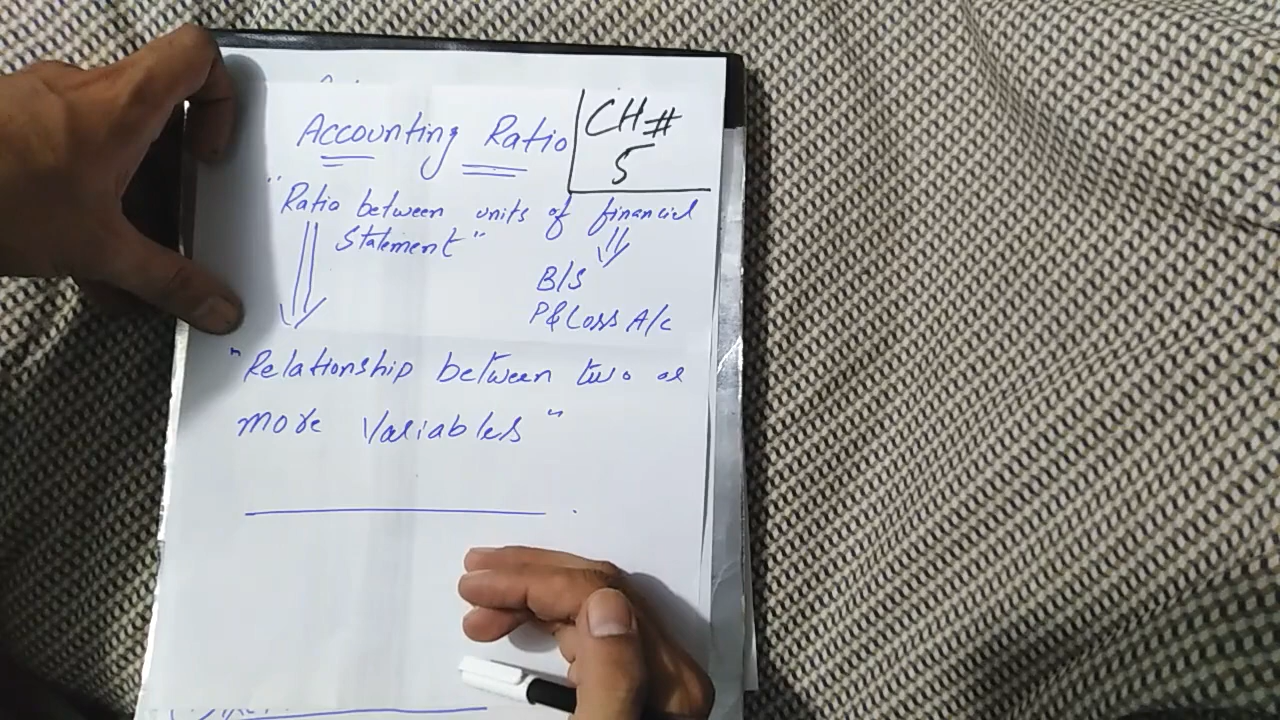 Accounting Ratio
CH#
5
"Ratio between units of financial
Statement"
B/S
P&Loss A/c
"Relationship between two or
more Variables"